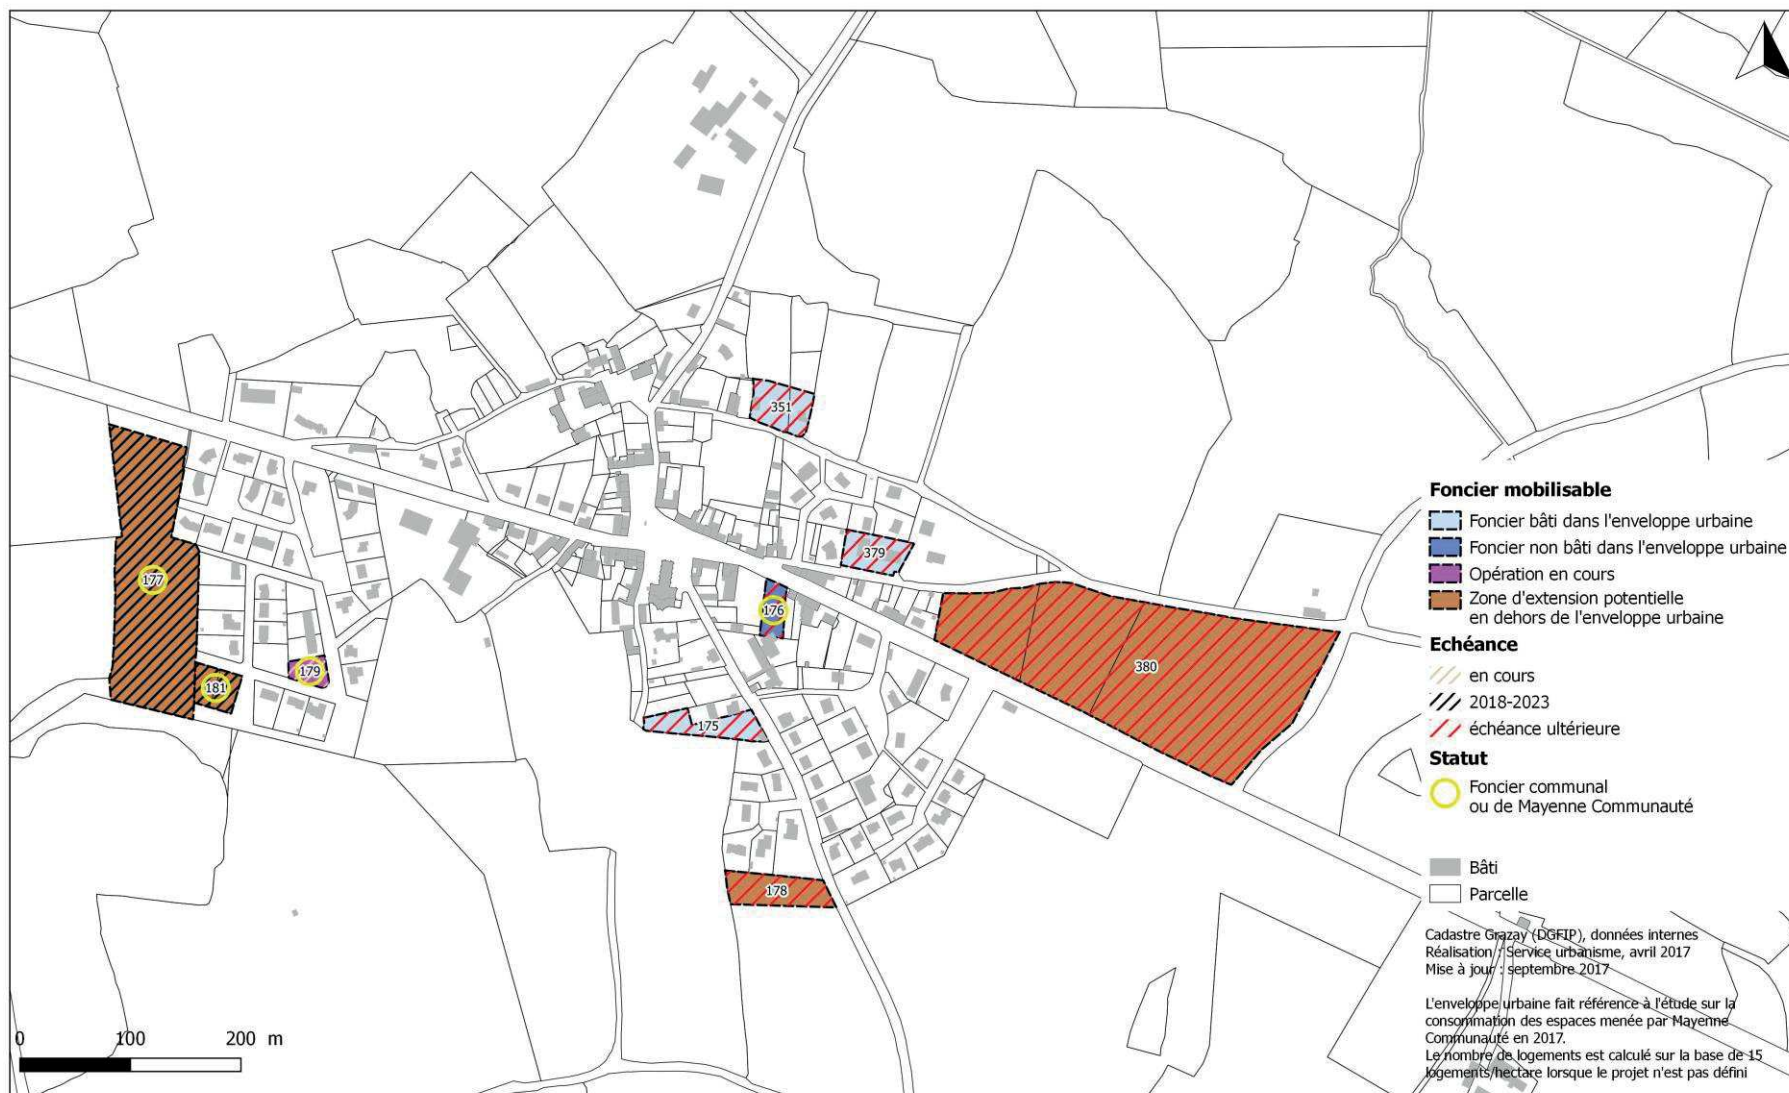 351
379
177
176
380
179
181
175
178
Foncier mobilisable
Foncier bâti dans l'enveloppe urbaine
Foncier non bâti dans l'enveloppe urbaine
Opération en cours
Zone d'extension potentielle
en dehors de l'enveloppe urbaine
Echéance
en cours
2018-2023
échéance ultérieure
Statut
Foncier communal
ou de Mayenne Communauté
Bâti
Parcelle
Cadastre Grazay (DGFIP), données internes
Réalisation : Service urbanisme, avril 2017
Mise à jour : septembre 2017
L'enveloppe urbaine fait référence à l'étude sur la
consommation des espaces menée par Mayenne
Communauté en 2017.
Le nombre de logements est calculé sur la base de 15
logements/hectare lorsque le projet n'est pas défini
0 100 200 m